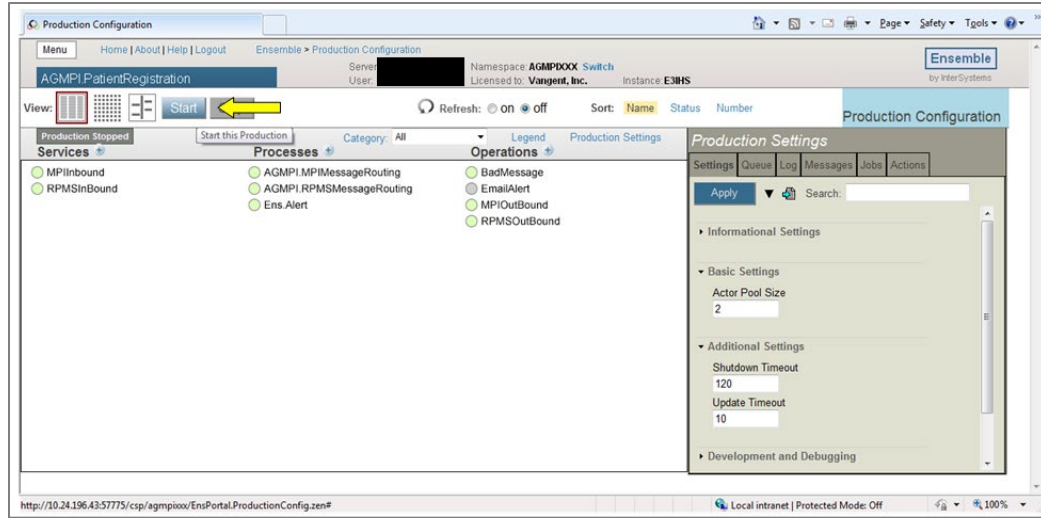 Production Configuration
Page Safety Tools
Menu Home | About | Help | Logout Ensemble > Production Configuration
Server Namespace: AGMPIXXX Switch
User: Licensed to: Vangent, Inc. Instance: E3IHS
AGMPI.PatientRegistration
Ensemble
by InterSystems
View: Start Refresh: on off Sort: Name Status Number
Production Configuration
Start this Production
Production Stopped Category: All Legend Production Settings
Services Processes Operations
MPIInbound AGMPI.MPIMessageRouting BadMessage
RPMSInBound AGMPI.RPMSMessageRouting EmailAlert
Ens.Alert MPIOutBound
RPMSOutBound
Production Settings
Settings Queue Log Messages Jobs Actions
Apply Search:
Informational Settings
Basic Settings
Actor Pool Size
2
Additional Settings
Shutdown Timeout
120
Update Timeout
10
Development and Debugging
http://10.24.196.43:57775/csp/agmpixxx/EnsPortal.ProductionConfig.zen# Local intranet | Protected Mode: Off 100%